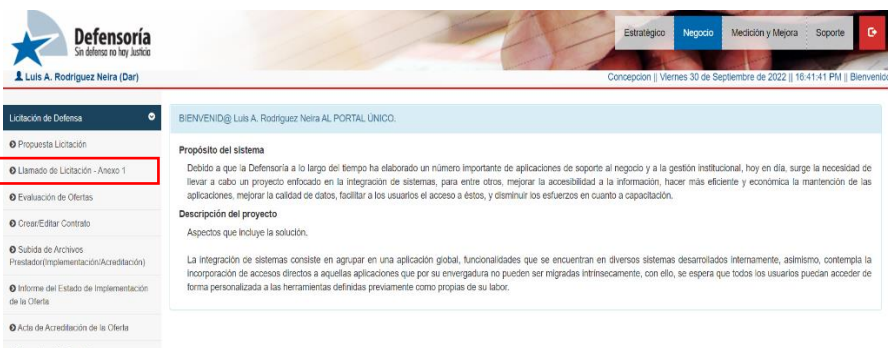 Defensoría
Sin defensa no hay Justicia
Estratégico Negocio Medición y Mejora Soporte
Luis A. Rodriguez Neira (Dar)
Concepcion || Viernes 30 de Septiembre de 2022 || 16:41:41 PM || Bienvenido
Licitación de Defensa
Propuesta Licitación
Llamado de Licitación - Anexo 1
Evaluación de Ofertas
Crear/Editar Contrato
Subida de Archivos
Prestador(Implementación/Acreditación)
Informe del Estado de Implementación
de la Oferta
Acta de Acreditación de la Oferta
BIENVENID@ Luis A. Rodriguez Neira AL PORTAL ÚNICO.
Propósito del sistema
Debido a que la Defensoría a lo largo del tiempo ha elaborado un número importante de aplicaciones de soporte al negocio y a la gestión institucional, hoy en día, surge la necesidad de
llevar a cabo un proyecto enfocado en la integración de sistemas, para entre otros, mejorar la accesibilidad a la información, hacer más eficiente y económica la mantención de las
aplicaciones, mejorar la calidad de datos, facilitar a los usuarios el acceso a éstos, y disminuir los esfuerzos en cuanto a capacitación.
Descripción del proyecto
Aspectos que incluye la solución.
La integración de sistemas consiste en agrupar en una aplicación global, funcionalidades que se encuentran en diversos sistemas desarrollados internamente, asimismo, contempla la
incorporación de accesos directos a aquellas aplicaciones que por su envergadura no pueden ser migradas intrínsecamente, con ello, se espera que todos los usuarios puedan acceder de
forma personalizada a las herramientas definidas previamente como propias de su labor.